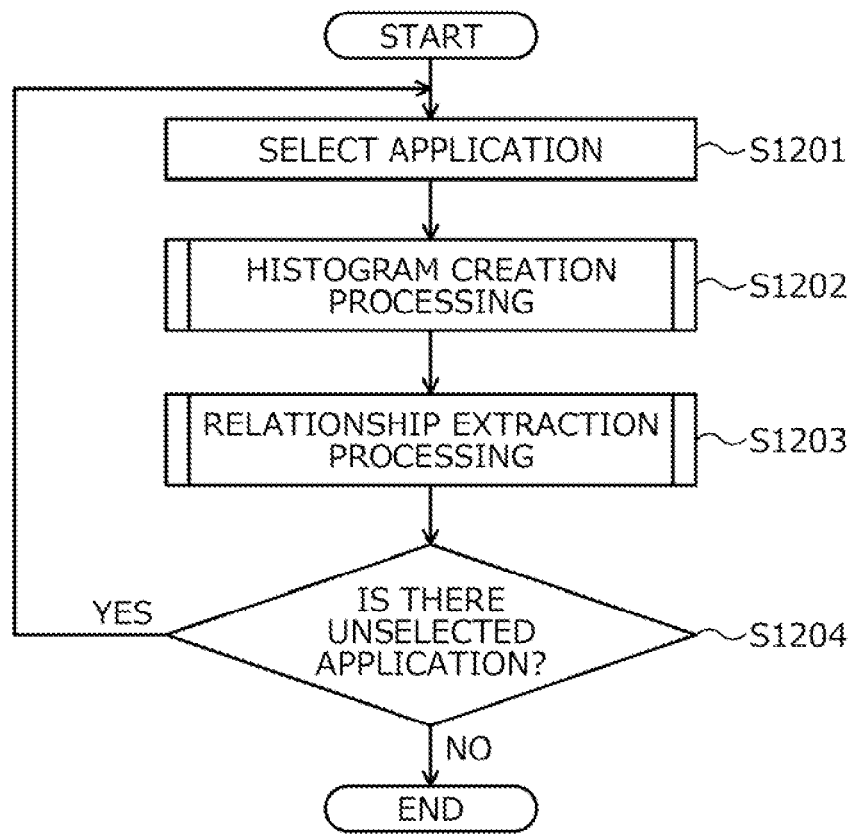 START
SELECT APPLICATION
S1201
HISTOGRAM CREATION
PROCESSING
S1202
RELATIONSHIP EXTRACTION
PROCESSING
S1203
IS THERE
UNSELECTED
APPLICATION?
S1204
YES
NO
END